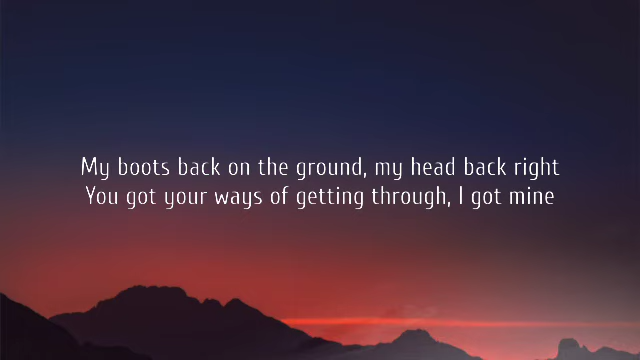 My boots back on the ground, my head back right
You got your ways of getting through, I got mine